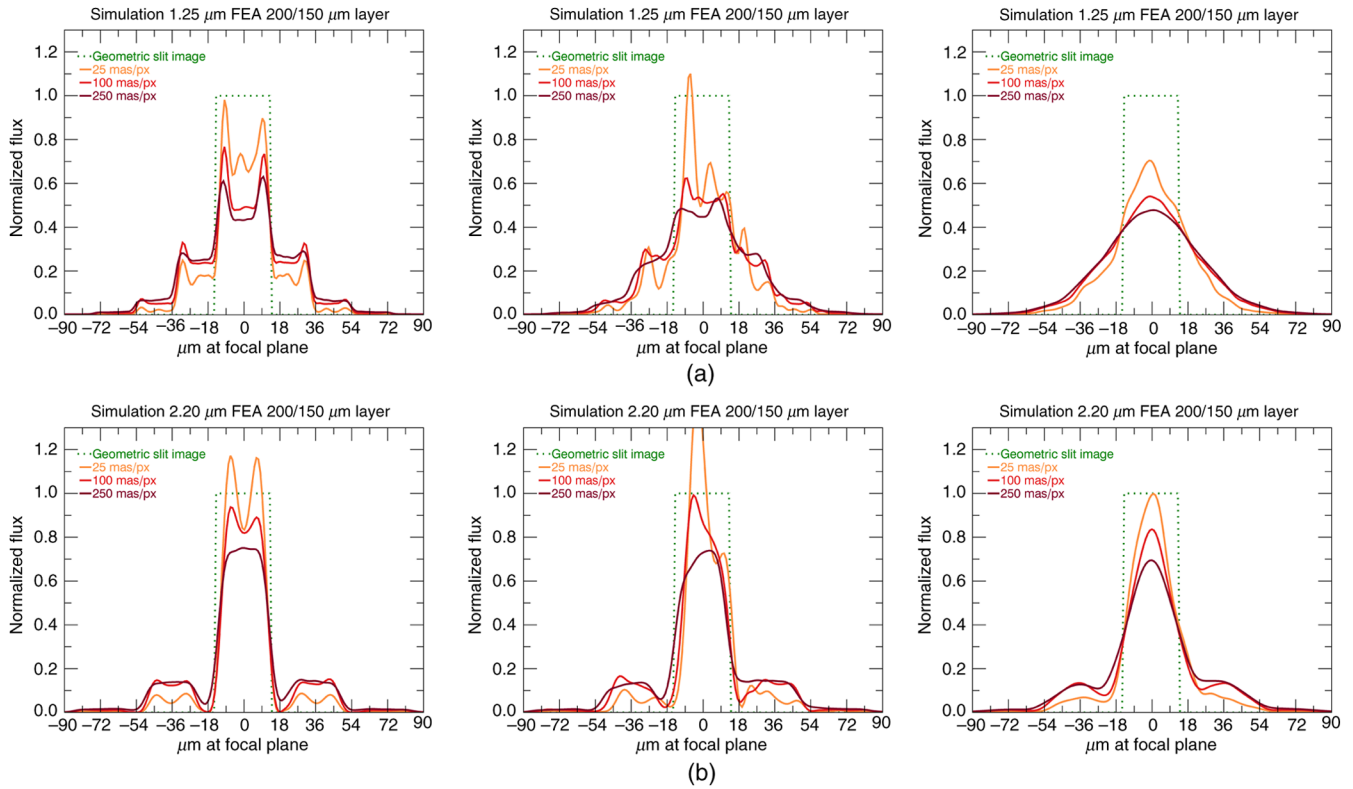 Simulation 1.25 μm FEA 200/150 μm layer
Normalized flux
1.2
1.0
0.8
0.6
0.4
0.2
0.0
Geometric slit image
25 mas/px
100 mas/px
250 mas/px
−90 −72 −54 −36 −18 0 18 36 54 72 90
μm at focal plane
Simulation 1.25 μm FEA 200/150 μm layer
Normalized flux
1.2
1.0
0.8
0.6
0.4
0.2
0.0
Geometric slit image
25 mas/px
100 mas/px
250 mas/px
−90 −72 −54 −36 −18 0 18 36 54 72 90
μm at focal plane
Simulation 1.25 μm FEA 200/150 μm layer
Normalized flux
1.2
1.0
0.8
0.6
0.4
0.2
0.0
Geometric slit image
25 mas/px
100 mas/px
250 mas/px
−90 −72 −54 −36 −18 0 18 36 54 72 90
μm at focal plane
(a)
Simulation 2.20 μm FEA 200/150 μm layer
Normalized flux
1.2
1.0
0.8
0.6
0.4
0.2
0.0
Geometric slit image
25 mas/px
100 mas/px
250 mas/px
−90 −72 −54 −36 −18 0 18 36 54 72 90
μm at focal plane
Simulation 2.20 μm FEA 200/150 μm layer
Normalized flux
1.2
1.0
0.8
0.6
0.4
0.2
0.0
Geometric slit image
25 mas/px
100 mas/px
250 mas/px
−90 −72 −54 −36 −18 0 18 36 54 72 90
μm at focal plane
Simulation 2.20 μm FEA 200/150 μm layer
Normalized flux
1.2
1.0
0.8
0.6
0.4
0.2
0.0
Geometric slit image
25 mas/px
100 mas/px
250 mas/px
−90 −72 −54 −36 −18 0 18 36 54 72 90
μm at focal plane
(b)